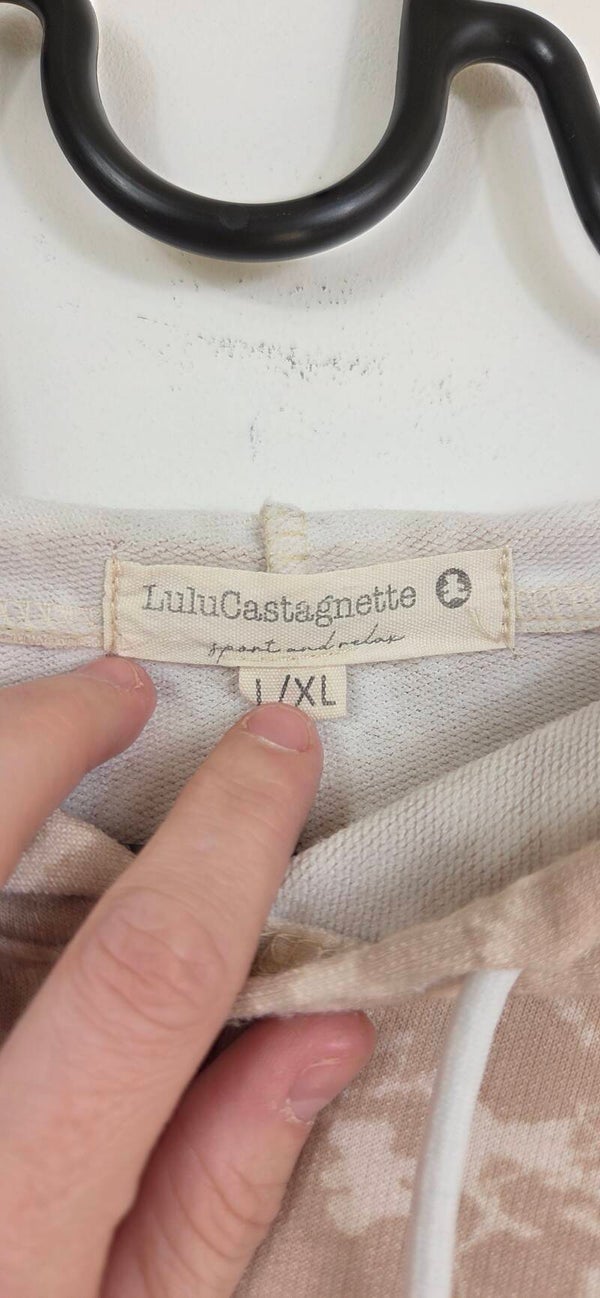 LuluCastagnette
sport and relax
L/XL